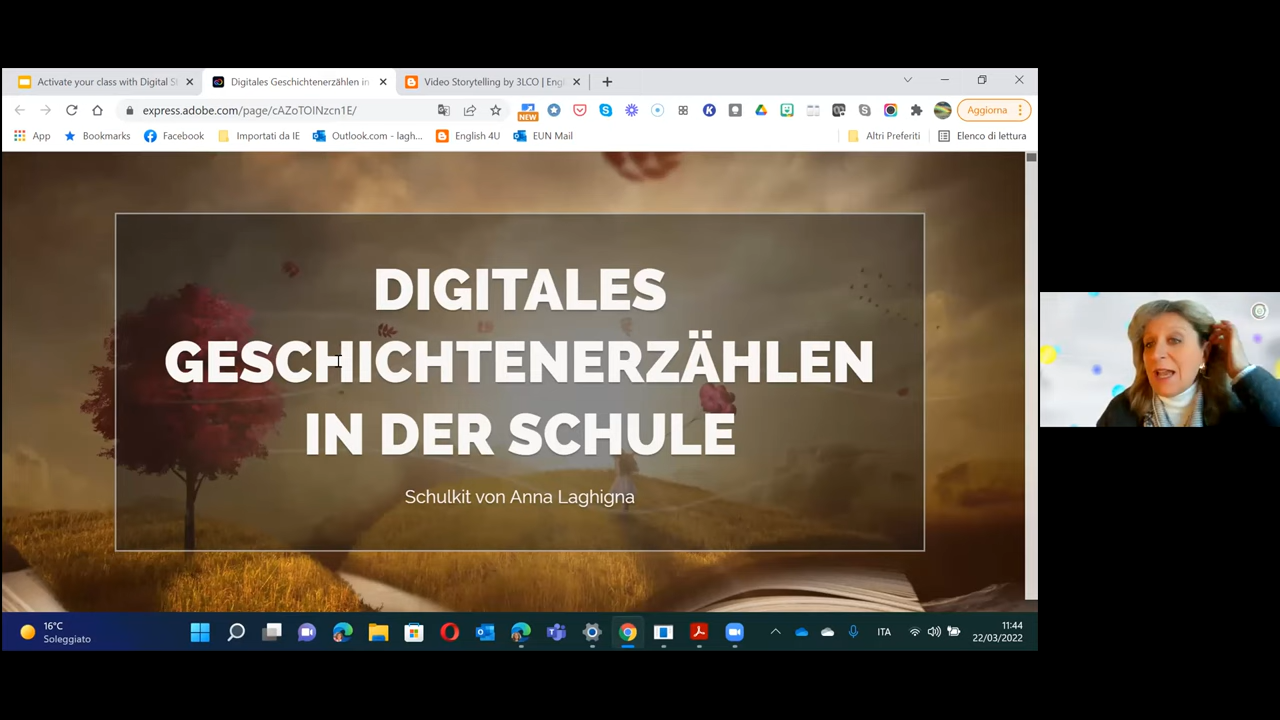 Activate your class with Digital S
Digitales Geschichtenerzählen in
Video Storytelling by 3LCO | Eng
express.adobe.com/page/cAZoTOINzcn1E/
NEW
Aggiorna
App
Bookmarks
Facebook
Importati da IE
Outlook.com - lagh...
English 4U
EUN Mail
Altri Preferiti
Elenco di lettura
DIGITALES
GESCHICHTENERZÄHLEN
IN DER SCHULE
Schulkit von Anna Laghigna
16°C
Soleggiato
ITA
11:44
22/03/2022